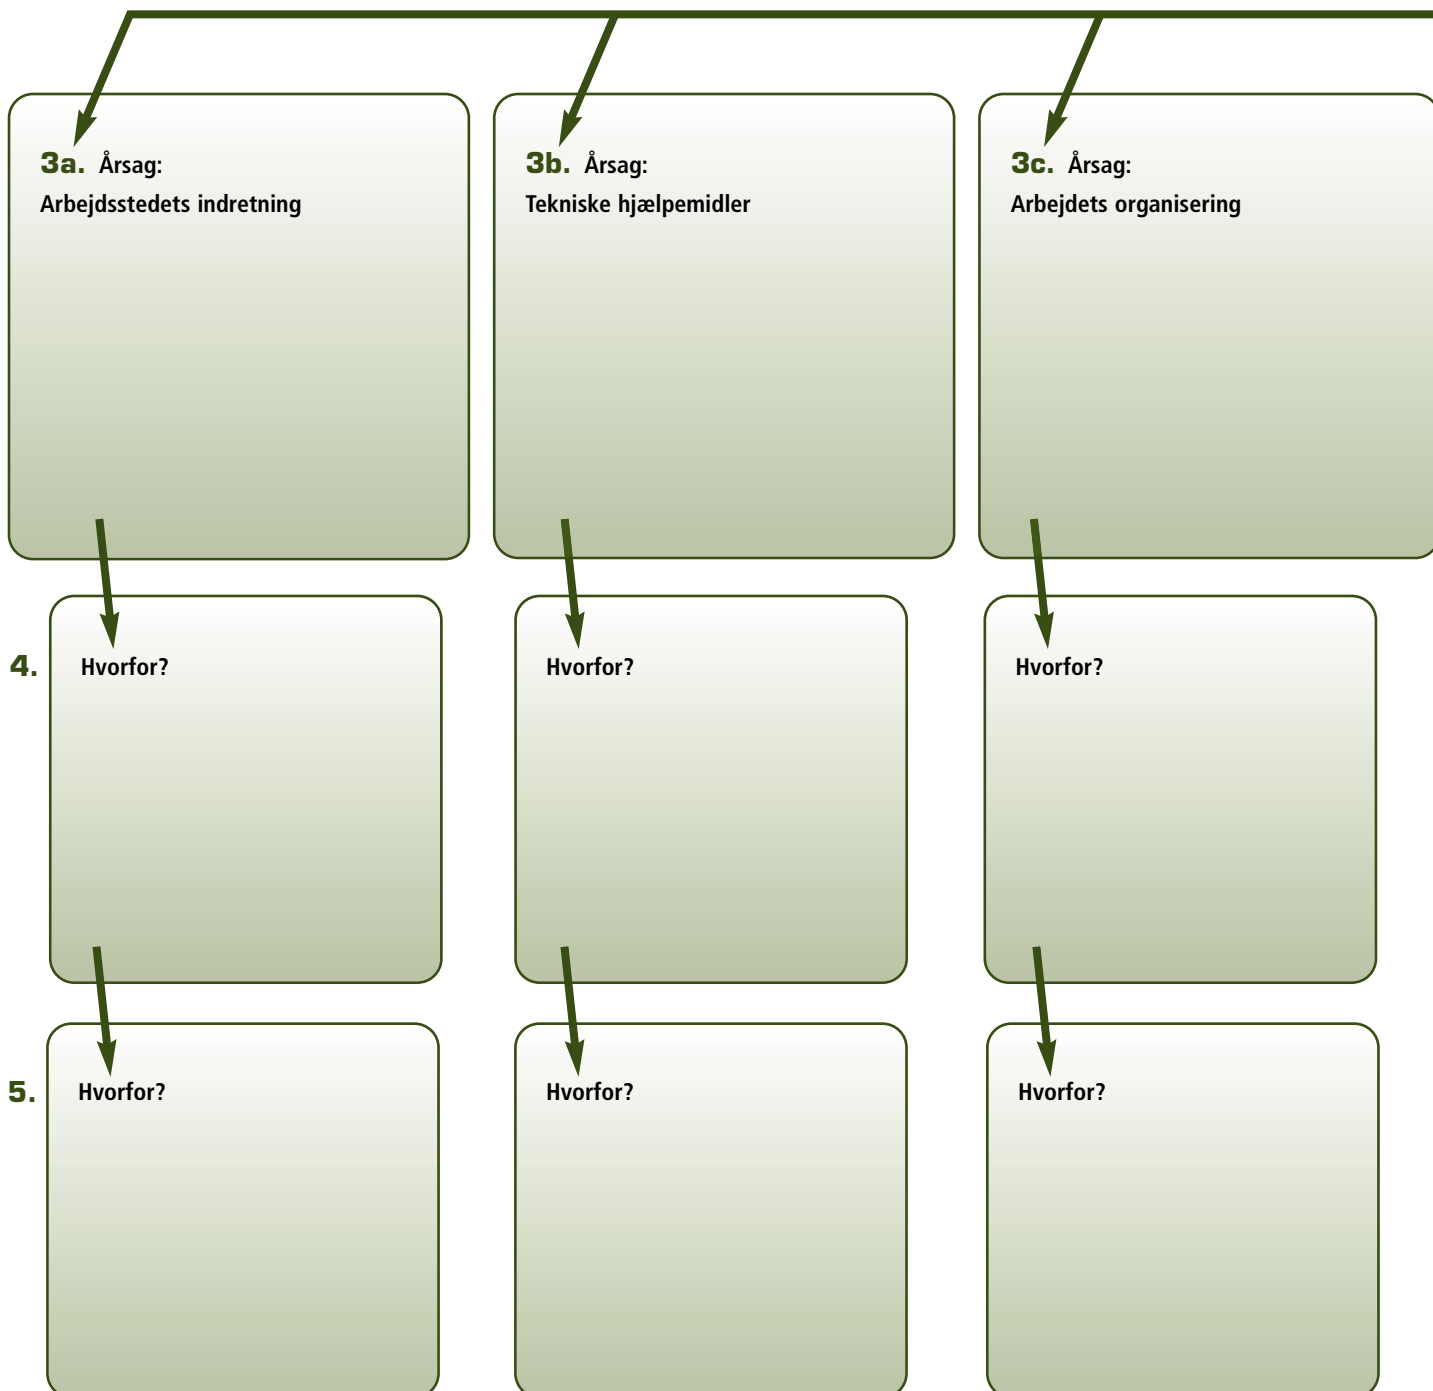 3a. Årsag:
Arbejdsstedets indretning
3b. Årsag:
Tekniske hjælpemidler
3c. Årsag:
Arbejdets organisering
4.
Hvorfor?
Hvorfor?
Hvorfor?
5.
Hvorfor?
Hvorfor?
Hvorfor?